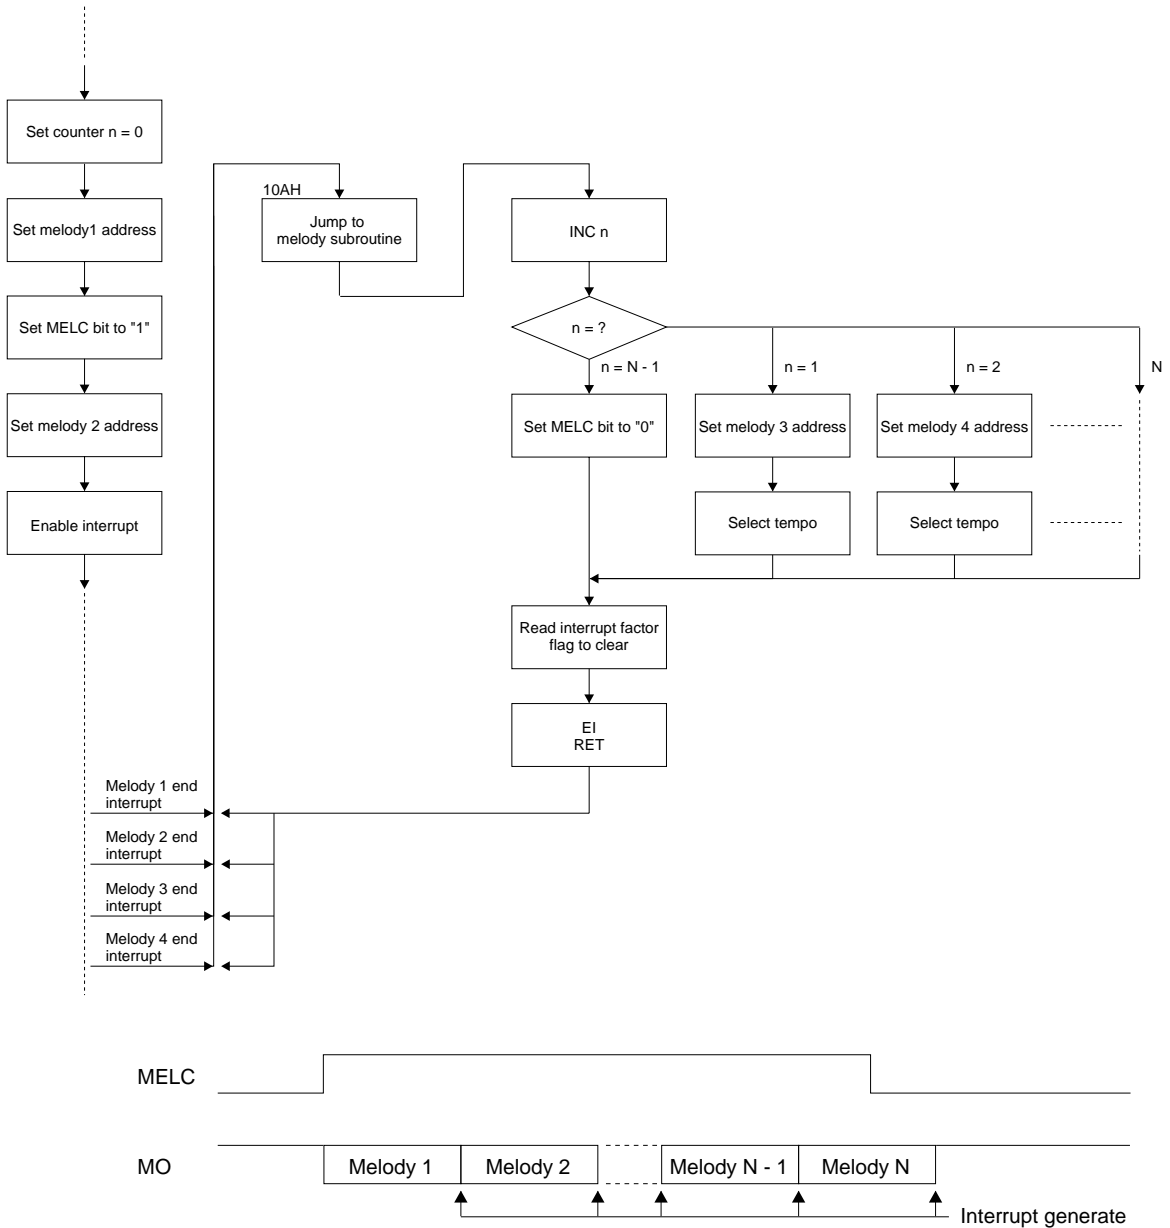 Set counter n = 0
Set melody1 address
Set MELC bit to "1"
Set melody 2 address
Enable interrupt
10AH
Jump to
melody subroutine
INC n
n = ?
n = N - 1
n = 1
n = 2
N
Set MELC bit to "0"
Set melody 3 address
Set melody 4 address
Select tempo
Select tempo
Read interrupt factor
flag to clear
EI
RET
Melody 1 end
interrupt
Melody 2 end
interrupt
Melody 3 end
interrupt
Melody 4 end
interrupt
MELC
MO
Melody 1
Melody 2
Melody N - 1
Melody N
Interrupt generate